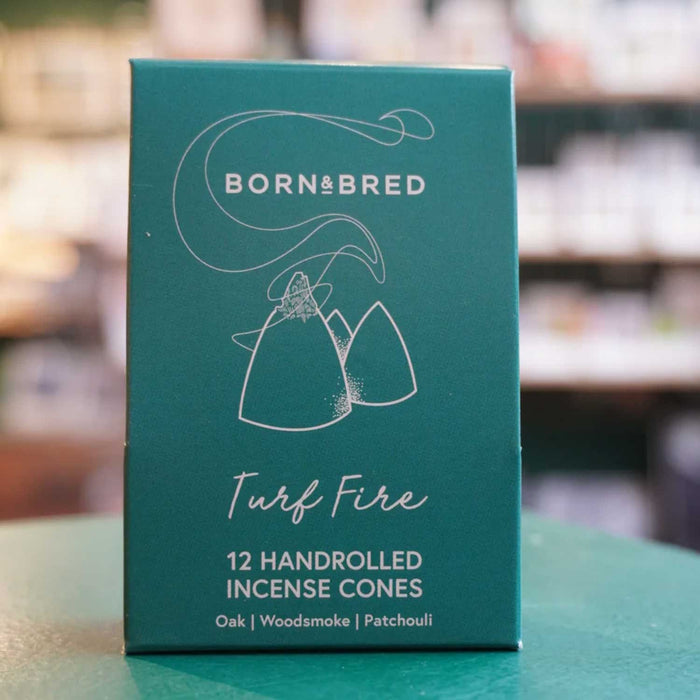 BORN&BRED
Turf Fire
12 HANDROLLED
INCENSE CONES
Oak | Woodsmoke | Patchouli